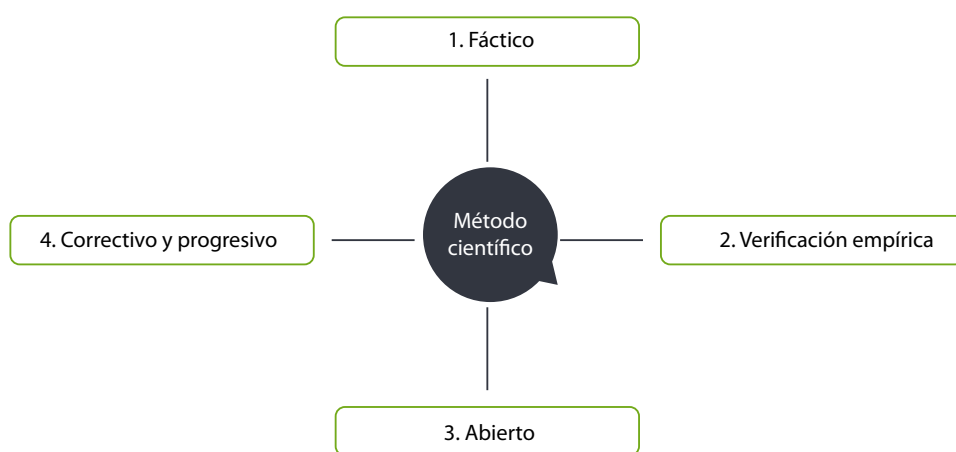 1. Fáctico
Método
científico
4. Correctivo y progresivo
2. Verificación empírica
3. Abierto